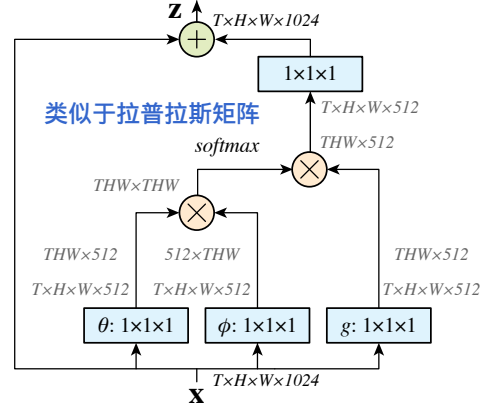 z
T×H×W×1024
+
1×1×1
T×H×W×512
类似于拉普拉斯矩阵
THW×512
softmax
×
THW×THW
×
THW×512
512×THW
THW×512
T×H×W×512
T×H×W×512
T×H×W×512
θ: 1×1×1
ϕ: 1×1×1
g: 1×1×1
T×H×W×1024
x